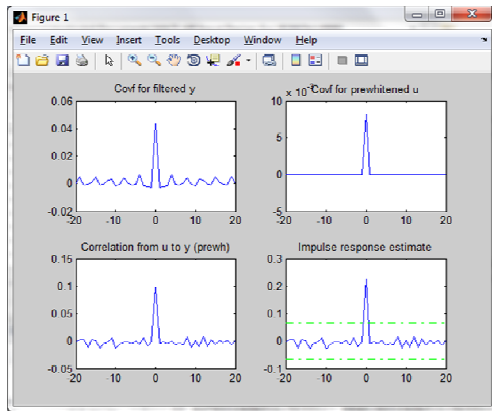 Figure 1
File Edit View Insert Tools Desktop Window Help
Covf for filtered y
0.06
0.04
0.02
0
-0.02
-20 -10 0 10 20
x 10
Covf for prewhitened u
10
5
0
-5
-20 -10 0 10 20
Correlation from u to y (prewh)
0.15
0.1
0.05
0
-0.05
-20 -10 0 10 20
Impulse response estimate
0.3
0.2
0.1
0
-0.1
-20 -10 0 10 20